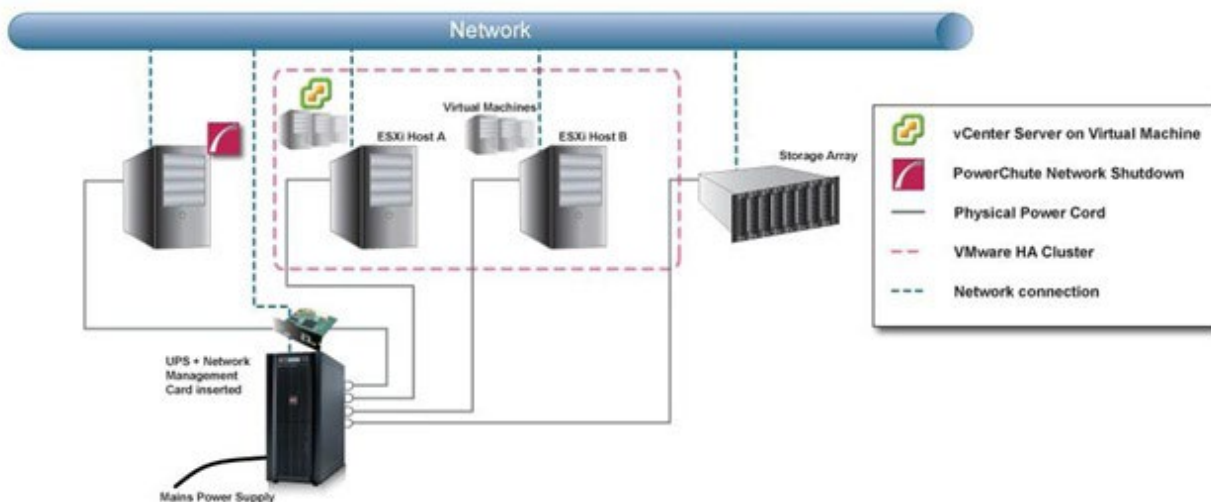 Network
Virtual Machines
ESXi Host A
ESXi Host B
Storage Array
vCenter Server on Virtual Machine
PowerChute Network Shutdown
Physical Power Cord
VMware HA Cluster
Network connection
UPS + Network
Management
Card inserted
Mains Power Supply